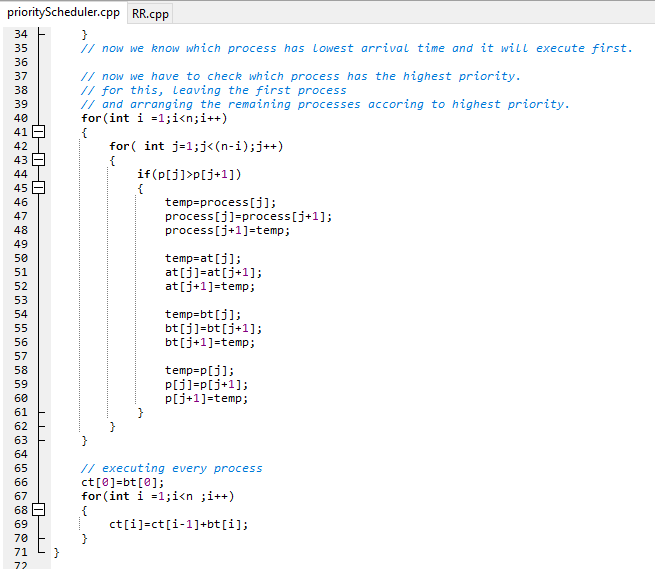 priorityScheduler.cpp RR.cpp
34 }
35 // now we know which process has lowest arrival time and it will execute first.
36
37 // now we have to check which process has the highest priority.
38 // for this, leaving the first process
39 // and arranging the remaining processes accoring to highest priority.
40 for(int i =1;i<n;i++)
41 {
42 for( int j=1;j<(n-i);j++)
43 {
44 if(p[j]>p[j+1])
45 {
46 temp=process[j];
47 process[j]=process[j+1];
48 process[j+1]=temp;
49
50 temp=at[j];
51 at[j]=at[j+1];
52 at[j+1]=temp;
53
54 temp=bt[j];
55 bt[j]=bt[j+1];
56 bt[j+1]=temp;
57
58 temp=p[j];
59 p[j]=p[j+1];
60 p[j+1]=temp;
61 }
62 }
63 }
64
65 // executing every process
66 ct[0]=bt[0];
67 for(int i =1;i<n ;i++)
68 {
69 ct[i]=ct[i-1]+bt[i];
70 }
71 }
72